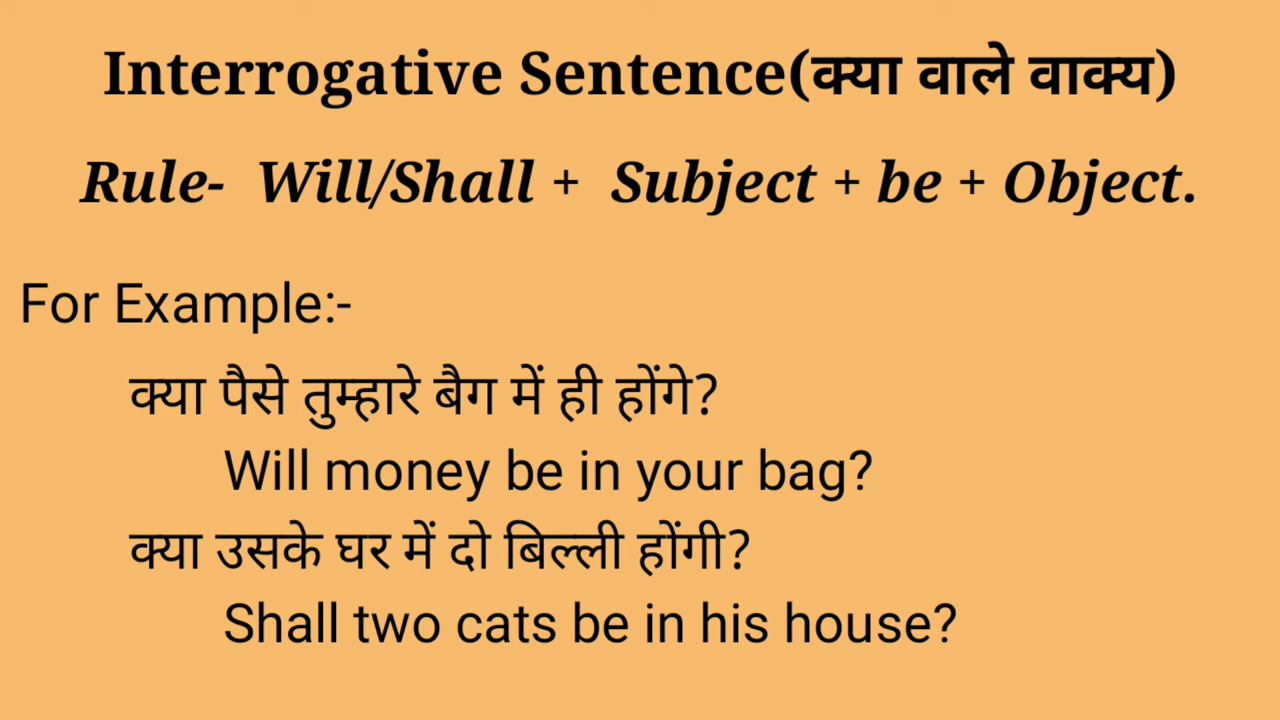 Interrogative Sentence(क्या वाले वाक्य)
Rule- Will/Shall + Subject + be + Object.
For Example:-
क्या पैसे तुम्हारे बैग में ही होंगे?
Will money be in your bag?
क्या उसके घर में दो बिल्ली होंगी?
Shall two cats be in his house?